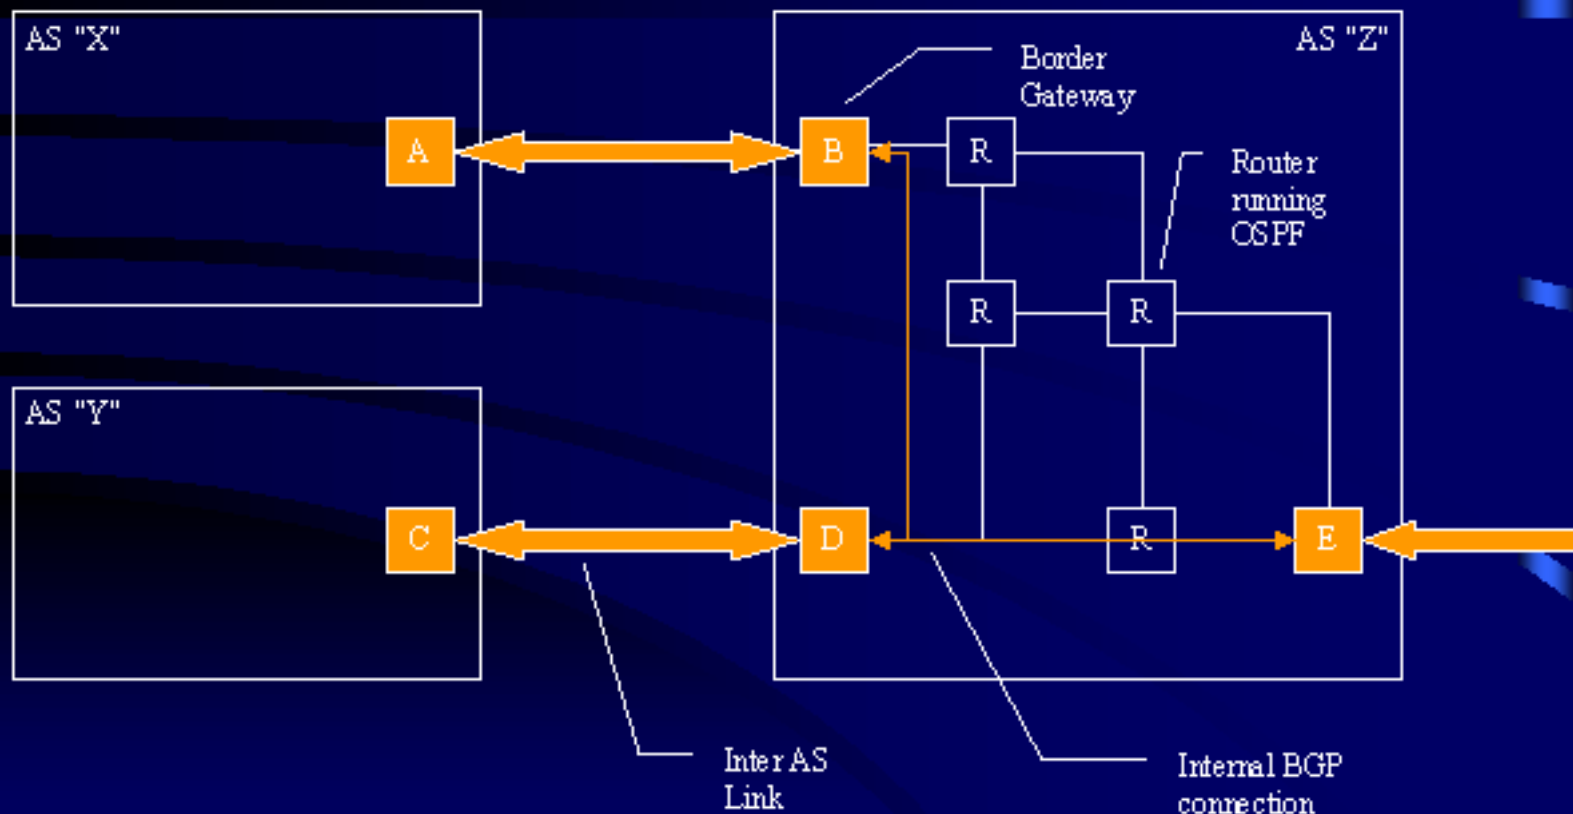 AS "X"
AS "Z"
Border
Gateway
A
B
R
Router
running
OSPF
R
R
AS "Y"
C
D
R
E
Inter AS
Link
Internal BGP
connection